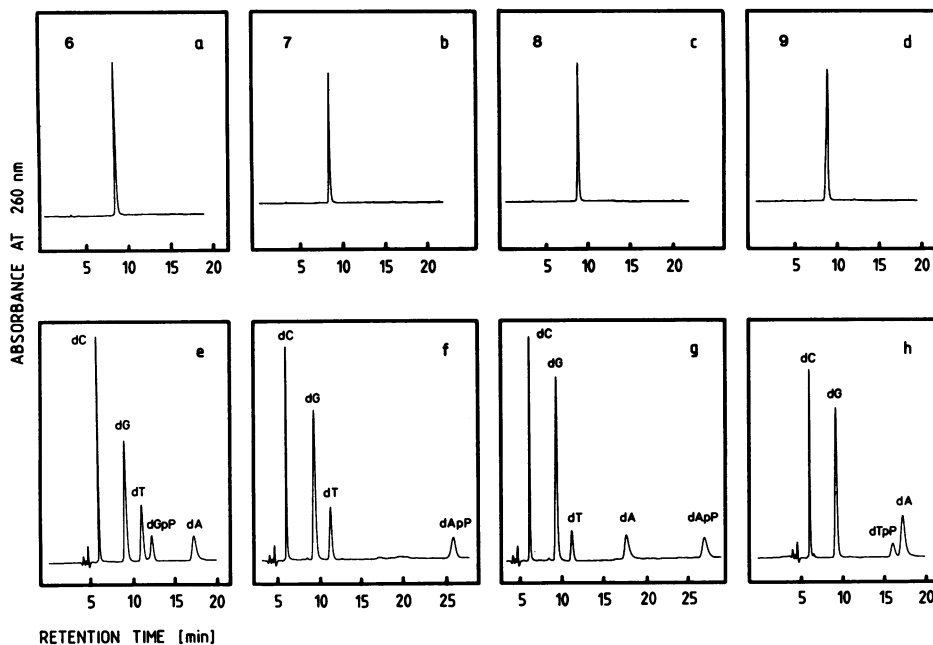 6 a
7 b
8 c
9 d
ABSORBANCE AT 260 nm
5 10 15 20
5 10 15 20
5 10 15 20
5 10 15 20
e
dC
dG
dT
dGpP
dA
f
dC
dG
dT
dApP
g
dC
dG
dT
dA
dApP
h
dC
dG
dTpP
dA
5 10 15 20
5 10 15 20 25
5 10 15 20 25
5 10 15 20
RETENTION TIME [min]